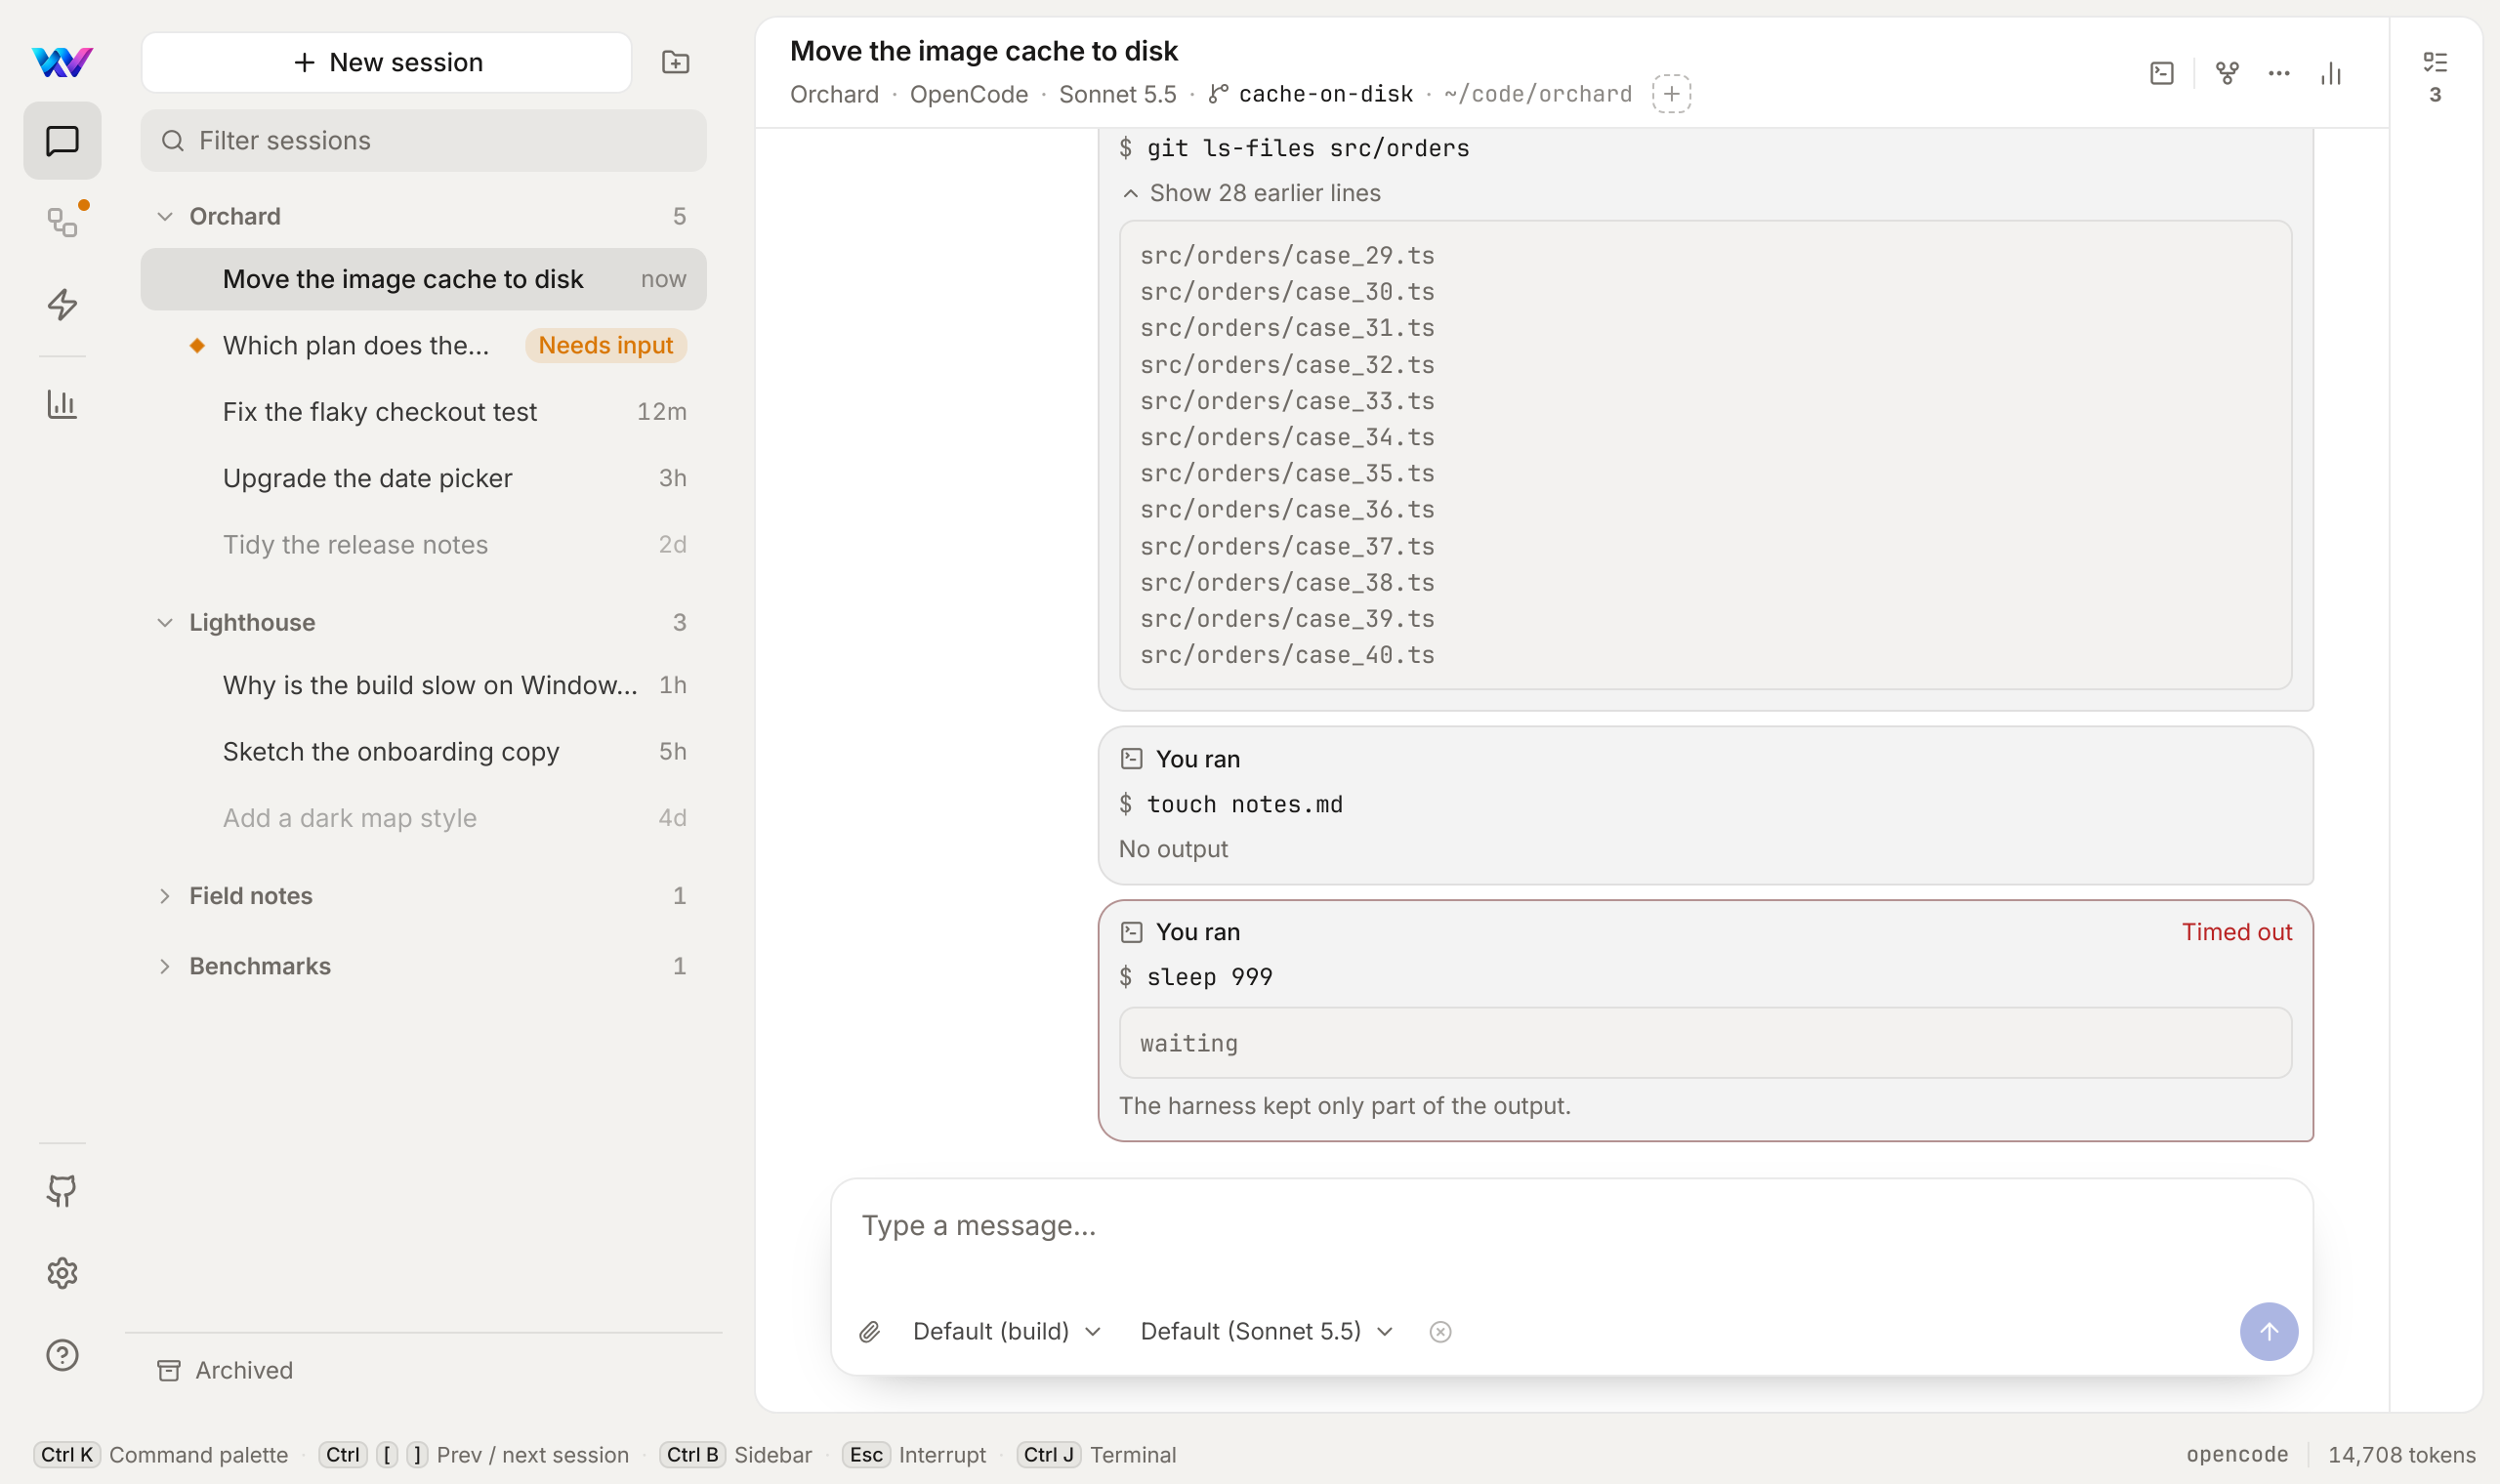 New session
Filter sessions
Orchard 5
Move the image cache to disk now
Which plan does the... Needs input
Fix the flaky checkout test 12m
Upgrade the date picker 3h
Tidy the release notes 2d
Lighthouse 3
Why is the build slow on Window... 1h
Sketch the onboarding copy 5h
Add a dark map style 4d
Field notes 1
Benchmarks 1
Archived
Move the image cache to disk
Orchard · OpenCode · Sonnet 5.5 · cache-on-disk · ~/code/orchard
3
$ git ls-files src/orders
Show 28 earlier lines
src/orders/case_29.ts
src/orders/case_30.ts
src/orders/case_31.ts
src/orders/case_32.ts
src/orders/case_33.ts
src/orders/case_34.ts
src/orders/case_35.ts
src/orders/case_36.ts
src/orders/case_37.ts
src/orders/case_38.ts
src/orders/case_39.ts
src/orders/case_40.ts
You ran
$ touch notes.md
No output
You ran Timed out
$ sleep 999
waiting
The harness kept only part of the output.
Type a message...
Default (build) Default (Sonnet 5.5)
Ctrl K Command palette · Ctrl [ ] Prev / next session · Ctrl B Sidebar · Esc Interrupt · Ctrl J Terminal
opencode 14,708 tokens